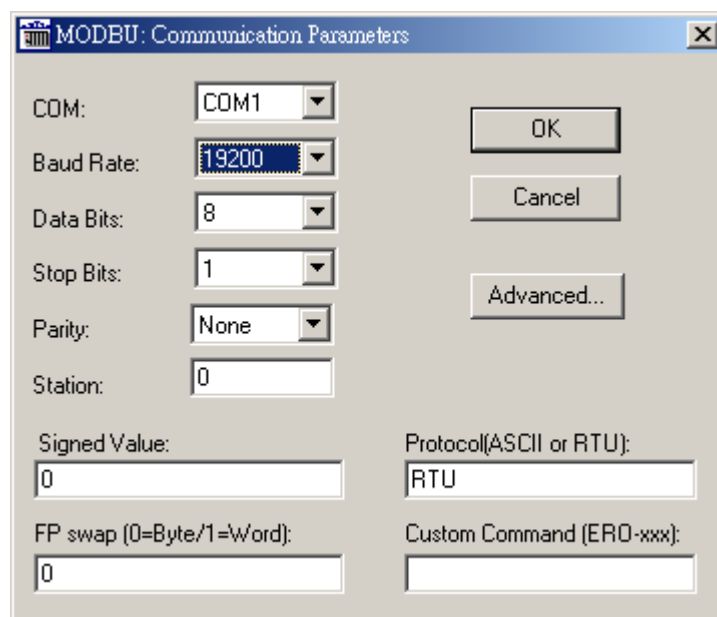 MODBU: Communication Parameters
COM: COM1
Baud Rate: 19200
Data Bits: 8
Stop Bits: 1
Parity: None
Station: 0
OK
Cancel
Advanced...
Signed Value:
0
Protocol(ASCII or RTU):
RTU
FP swap (0=Byte/1=Word):
0
Custom Command (ERO-xxx):